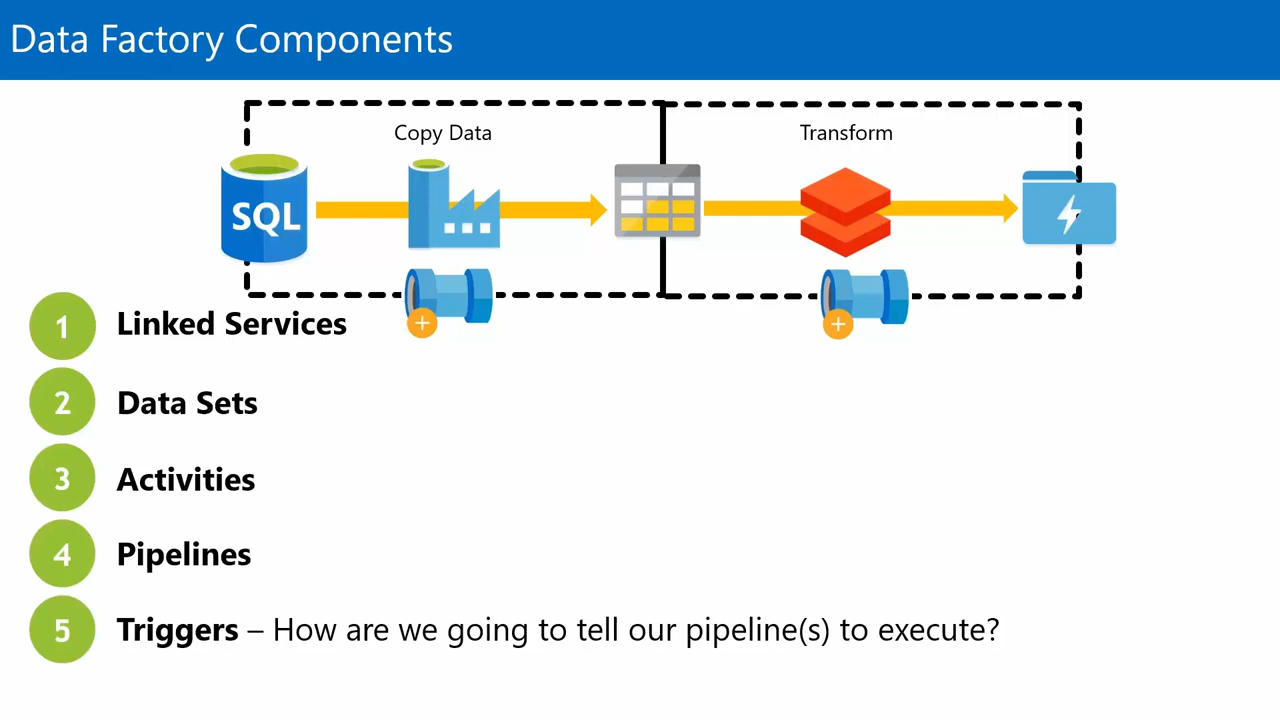 Data Factory Components
Copy Data
Transform
SQL
1 Linked Services
2 Data Sets
3 Activities
4 Pipelines
5 Triggers – How are we going to tell our pipeline(s) to execute?